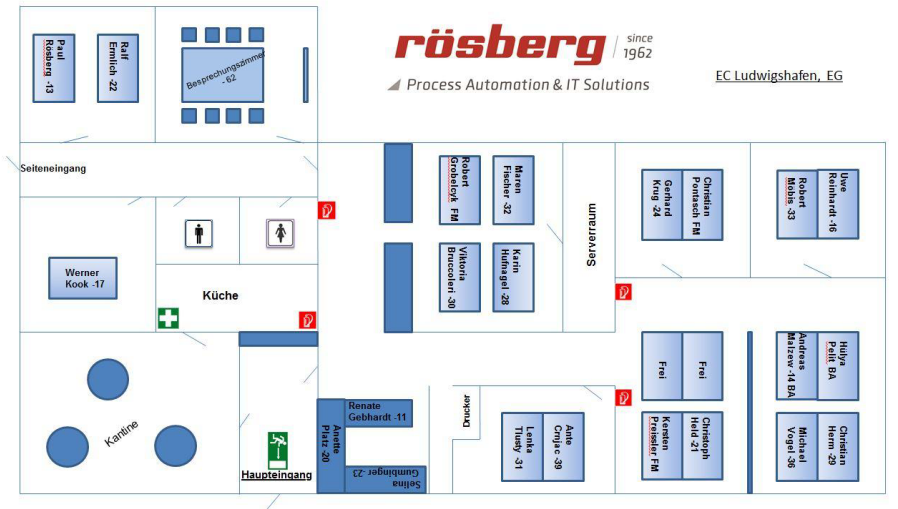 rösberg
since
1962
Process Automation & IT Solutions
EC Ludwigshafen, EG
Paul
Rösberg -13
Ralf
Ermlich -22
Besprechungszimmer
- 62
Seiteneingang
Robert
Grobelcyk FM
Maren
Fischer -32
Serverraum
Gerhard
Krug -24
Christian
Pontasch FM
Robert
Mobis -33
Uwe
Reinhardt -16
Werner
Kook -17
Küche
Viktoria
Bruccoleri -30
Karin
Hufnagel -28
Kantine
Haupteingang
Renate
Gebhardt -11
Anette
Platz -20
Selina
Gumbinger -23
Drucker
Lenka
Tlusty -31
Ante
Crnjac -39
Frei
Frei
Kersten
Preissler FM
Christoph
Held -21
Andreas
Malzew -14 BA
Hülya
Pelit BA
Michael
Vogel -36
Christian
Herm -29